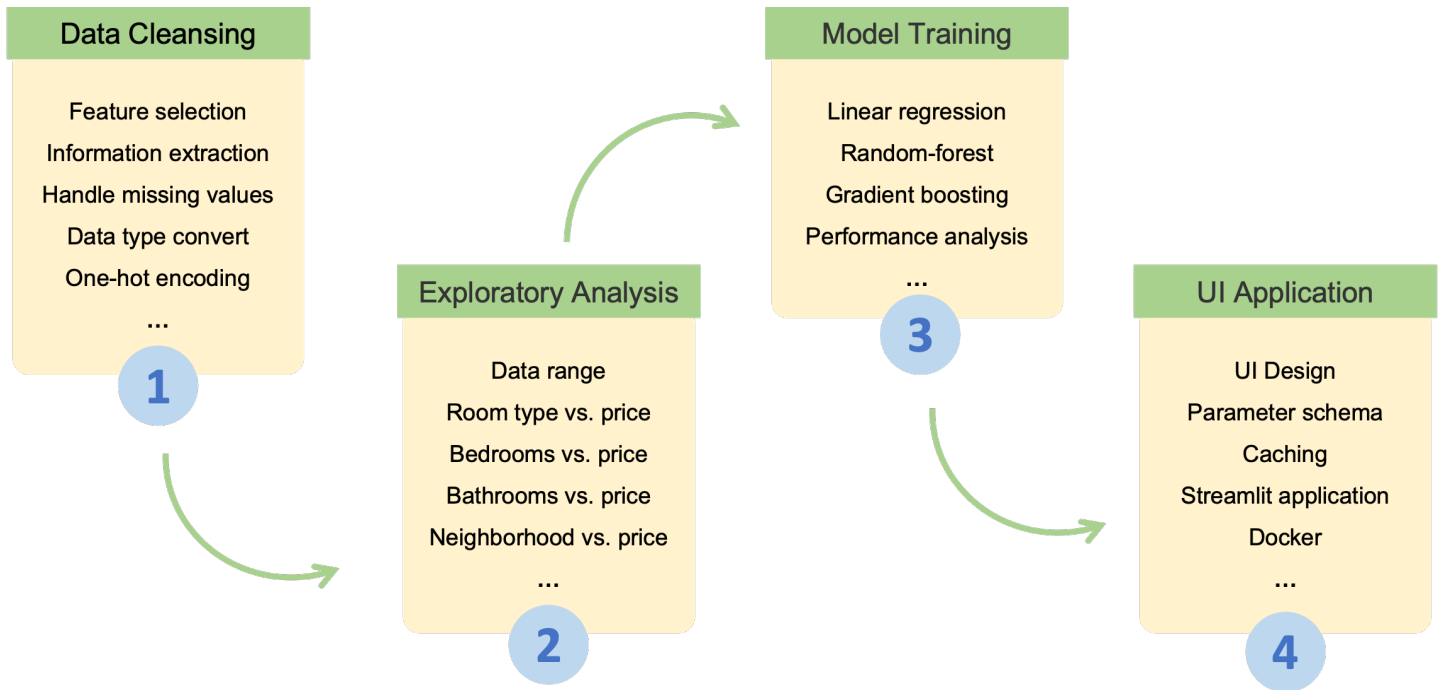 Data Cleansing
Feature selection
Information extraction
Handle missing values
Data type convert
One-hot encoding
...
1
Exploratory Analysis
Data range
Room type vs. price
Bedrooms vs. price
Bathrooms vs. price
Neighborhood vs. price
...
2
Model Training
Linear regression
Random-forest
Gradient boosting
Performance analysis
...
3
UI Application
UI Design
Parameter schema
Caching
Streamlit application
Docker
...
4